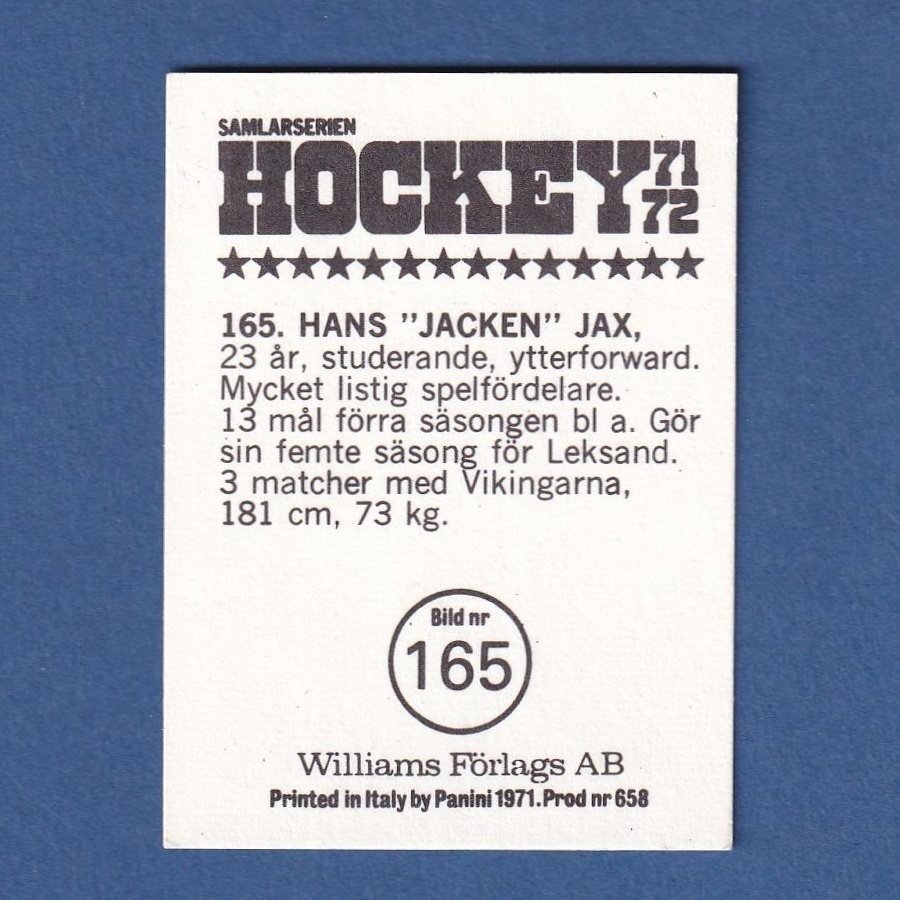 SAMLARSERIEN
HOCKEY 71 72
165. HANS "JACKEN" JAX,
23 år, studerande, ytterforward.
Mycket listig spelfördelare.
13 mål förra säsongen bl a. Gör
sin femte säsong för Leksand.
3 matcher med Vikingarna,
181 cm, 73 kg.
Bild nr
165
Williams Förlags AB
Printed in Italy by Panini 1971. Prod nr 658